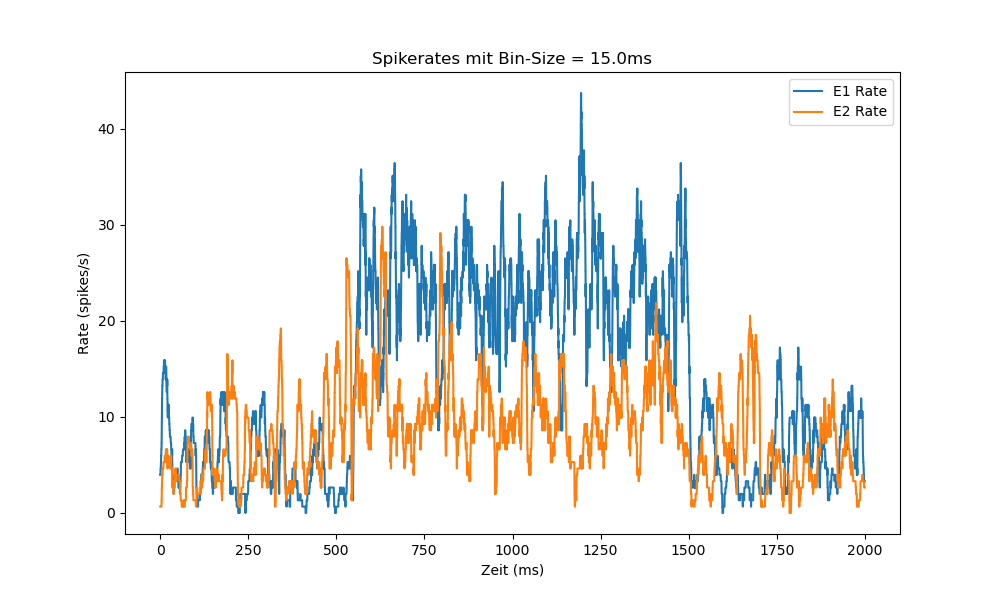 Spikerates mit Bin-Size = 15.0ms
E1 Rate
E2 Rate
40
30
20
10
0
Rate (spikes/s)
0 250 500 750 1000 1250 1500 1750 2000
Zeit (ms)